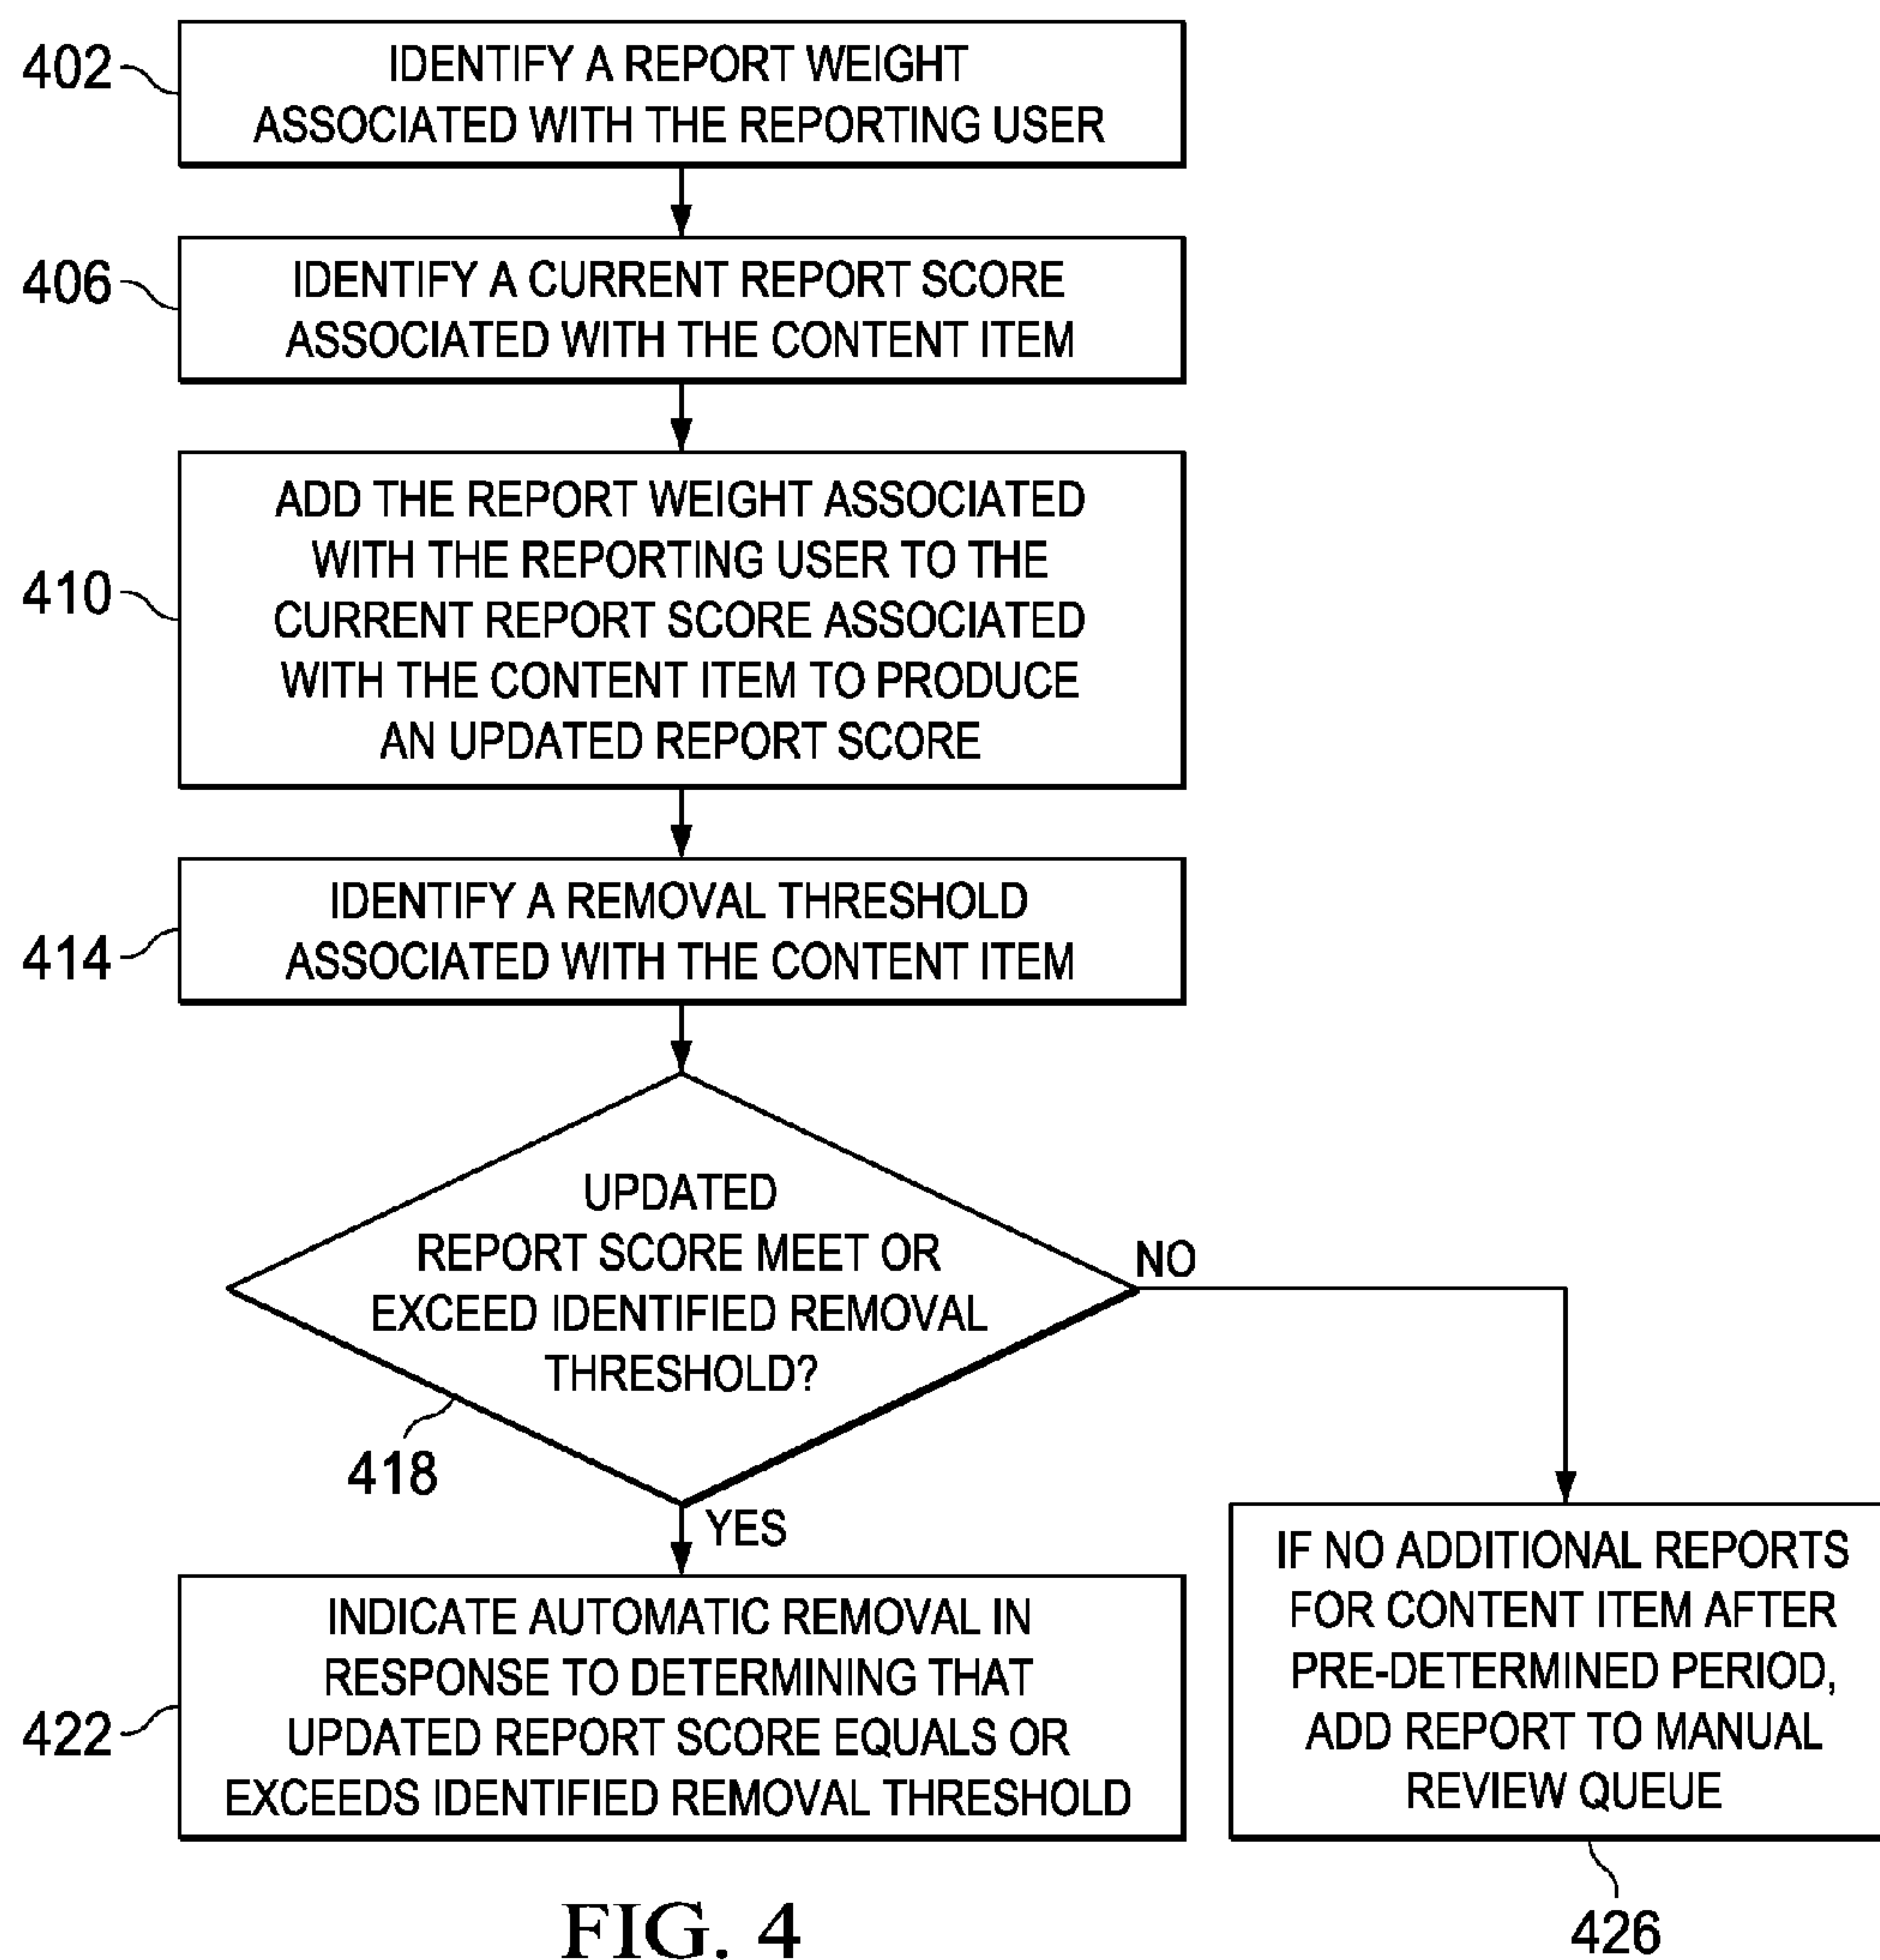 402
IDENTIFY A REPORT WEIGHT
ASSOCIATED WITH THE REPORTING USER
406
IDENTIFY A CURRENT REPORT SCORE
ASSOCIATED WITH THE CONTENT ITEM
410
ADD THE REPORT WEIGHT ASSOCIATED
WITH THE REPORTING USER TO THE
CURRENT REPORT SCORE ASSOCIATED
WITH THE CONTENT ITEM TO PRODUCE
AN UPDATED REPORT SCORE
414
IDENTIFY A REMOVAL THRESHOLD
ASSOCIATED WITH THE CONTENT ITEM
UPDATED
REPORT SCORE MEET OR
EXCEED IDENTIFIED REMOVAL
THRESHOLD?
418
NO
YES
422
INDICATE AUTOMATIC REMOVAL IN
RESPONSE TO DETERMINING THAT
UPDATED REPORT SCORE EQUALS OR
EXCEEDS IDENTIFIED REMOVAL THRESHOLD
IF NO ADDITIONAL REPORTS
FOR CONTENT ITEM AFTER
PRE-DETERMINED PERIOD,
ADD REPORT TO MANUAL
REVIEW QUEUE
426
FIG. 4